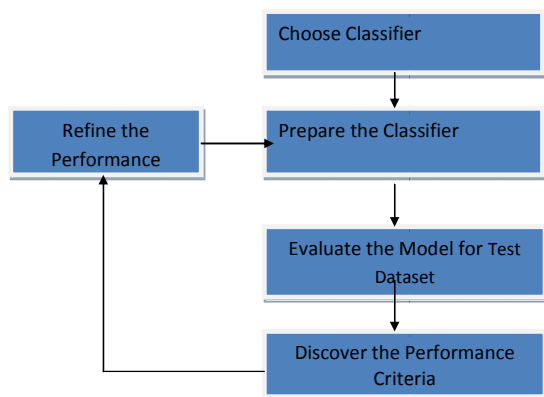 Choose Classifier
Refine the
Performance
Prepare the Classifier
Evaluate the Model for Test
Dataset
Discover the Performance
Criteria